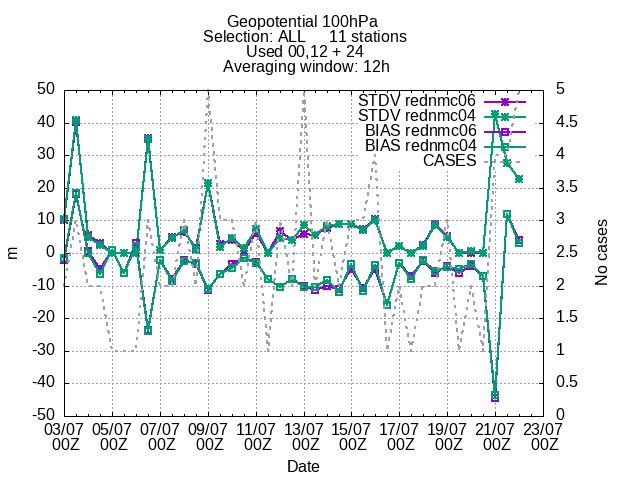 Geopotential 100hPa
Selection: ALL 11 stations
Used 00,12 + 24
Averaging window: 12h
STDV rednmc06
STDV rednmc04
BIAS rednmc06
BIAS rednmc04
CASES
50
40
30
20
10
0
-10
-20
-30
-40
-50
m
5
4.5
4
3.5
3
2.5
2
1.5
1
0.5
0
No cases
03/07 05/07 07/07 09/07 11/07 13/07 15/07 17/07 19/07 21/07 23/07
00Z 00Z 00Z 00Z 00Z 00Z 00Z 00Z 00Z 00Z 00Z
Date